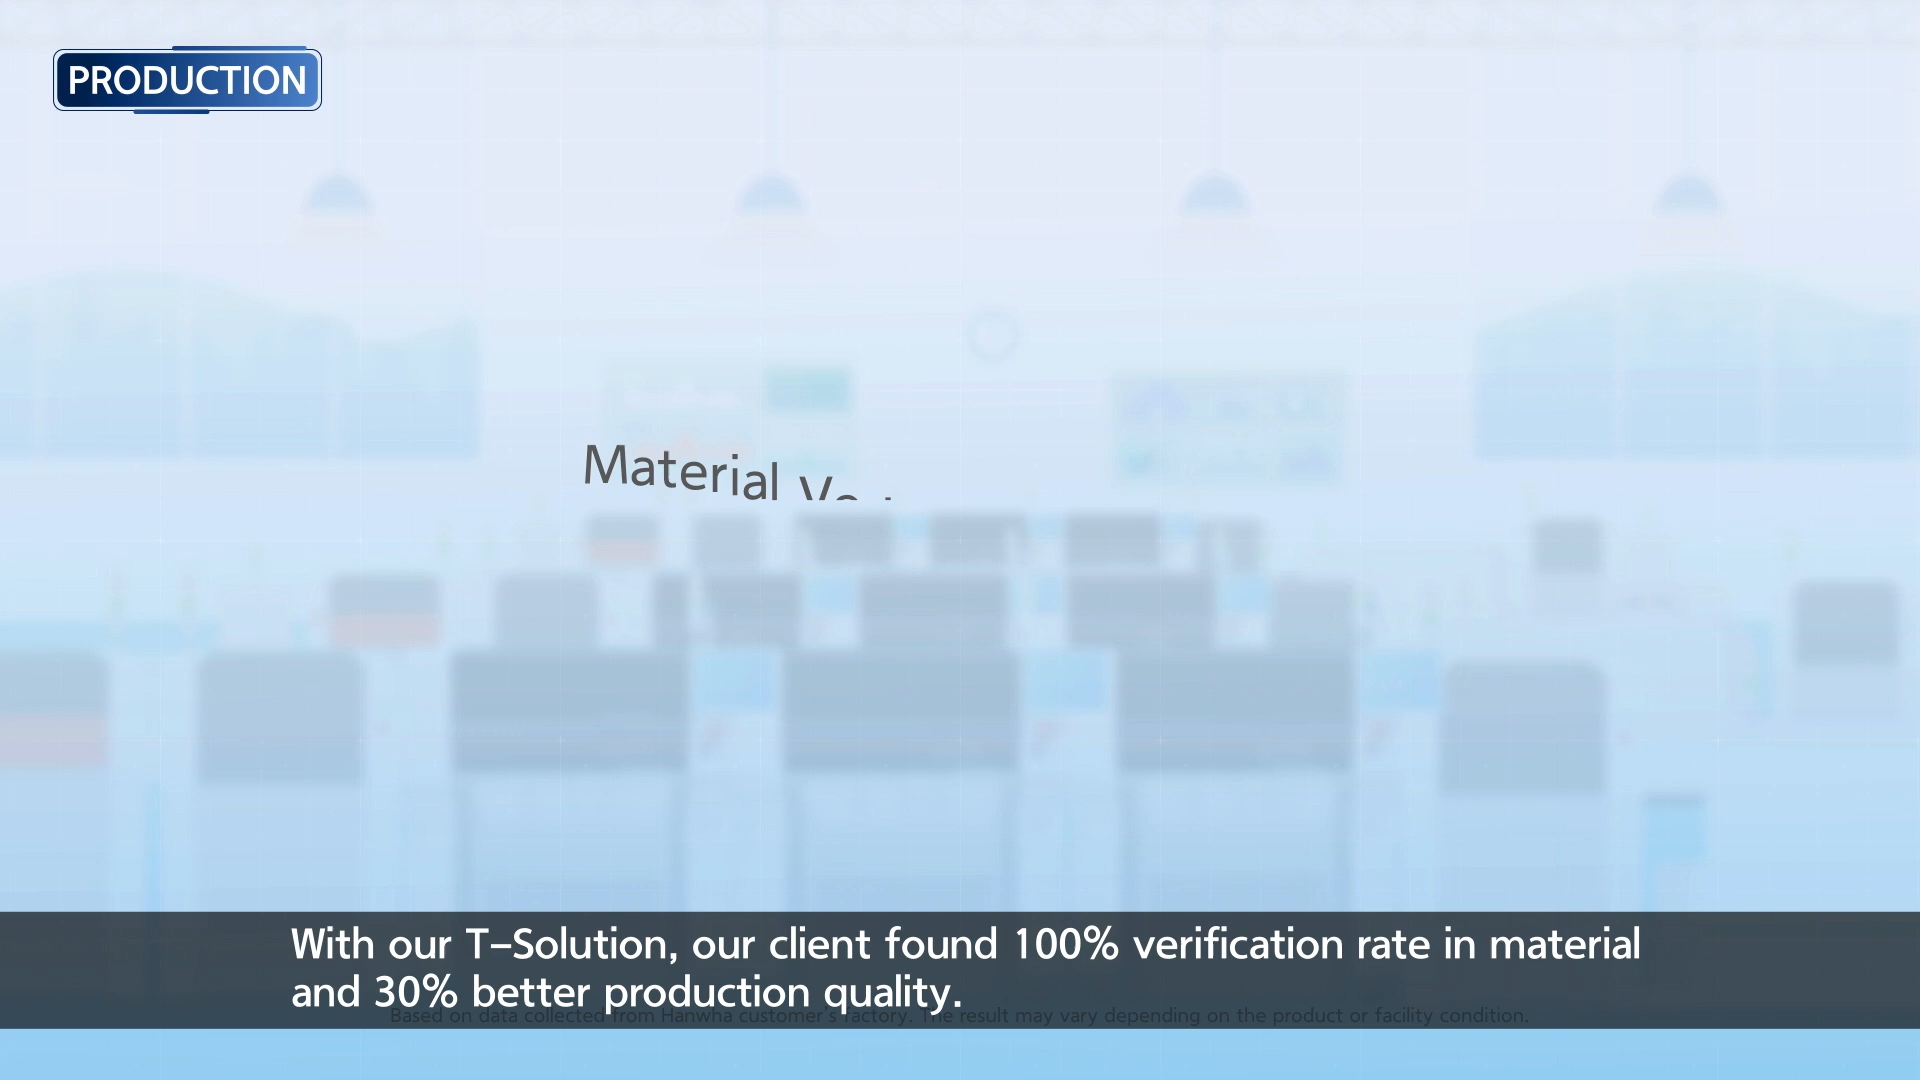 PRODUCTION
Material
With our T-Solution, our client found 100% verification rate in material
and 30% better production quality.
Based on data collected from Hanwha customer's factory. The result may vary depending on the product or facility condition.